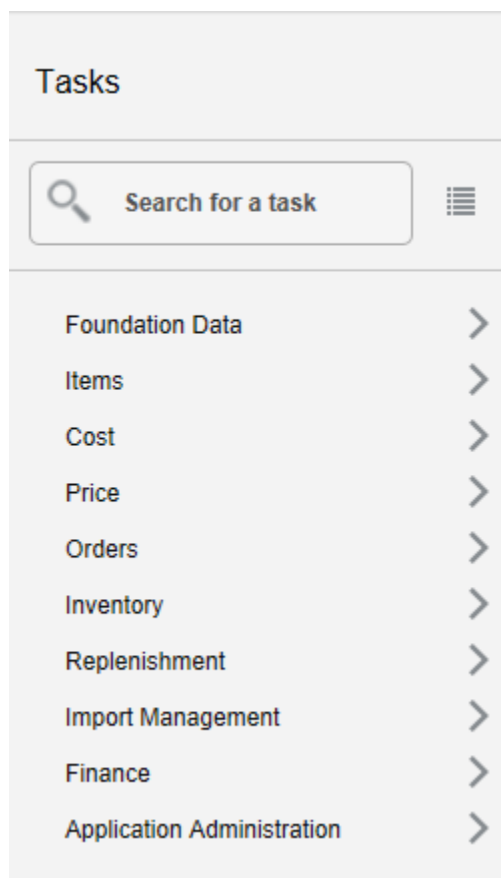 Tasks
Search for a task
Foundation Data
Items
Cost
Price
Orders
Inventory
Replenishment
Import Management
Finance
Application Administration